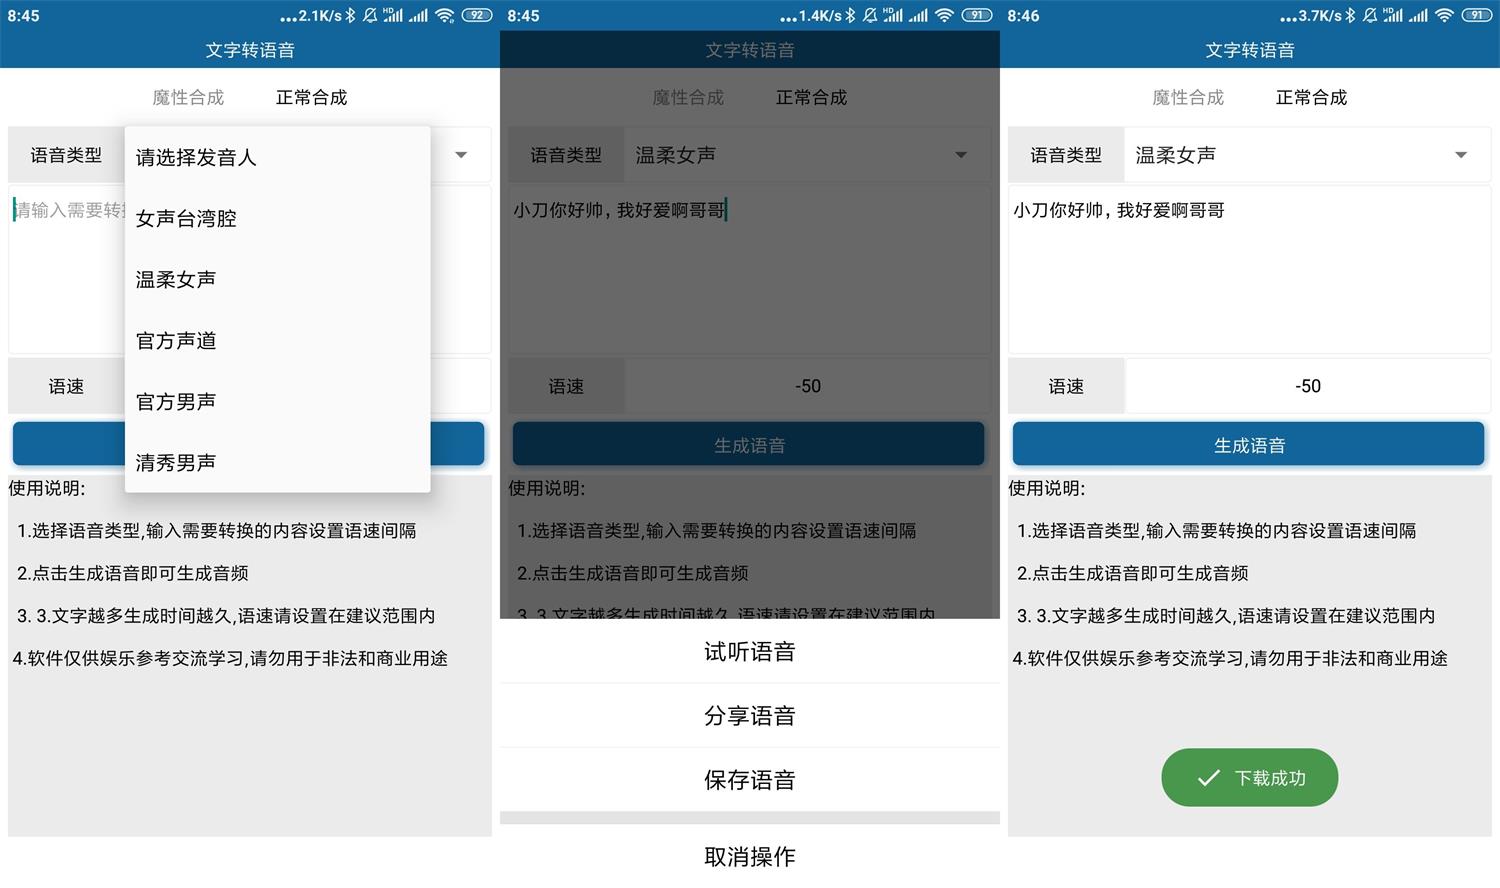 8:45
...2.1K/s HD 92
文字转语音
魔性合成 正常合成
语音类型
请选择发音人
请输入需要转
女声台湾腔
温柔女声
官方声道
语速
官方男声
清秀男声
使用说明:
1.选择语音类型,输入需要转换的内容设置语速间隔
2.点击生成语音即可生成音频
3. 3.文字越多生成时间越久,语速请设置在建议范围内
4.软件仅供娱乐参考交流学习,请勿用于非法和商业用途
8:45
...1.4K/s HD 91
文字转语音
魔性合成 正常合成
语音类型 温柔女声
小刀你好帅, 我好爱啊哥哥
语速 -50
生成语音
使用说明:
1.选择语音类型,输入需要转换的内容设置语速间隔
2.点击生成语音即可生成音频
3. 3.文字越多生成时间越久,语速请设置在建议范围内
试听语音
分享语音
保存语音
取消操作
8:46
...3.7K/s HD 91
文字转语音
魔性合成 正常合成
语音类型 温柔女声
小刀你好帅, 我好爱啊哥哥
语速 -50
生成语音
使用说明:
1.选择语音类型,输入需要转换的内容设置语速间隔
2.点击生成语音即可生成音频
3. 3.文字越多生成时间越久,语速请设置在建议范围内
4.软件仅供娱乐参考交流学习,请勿用于非法和商业用途
下载成功